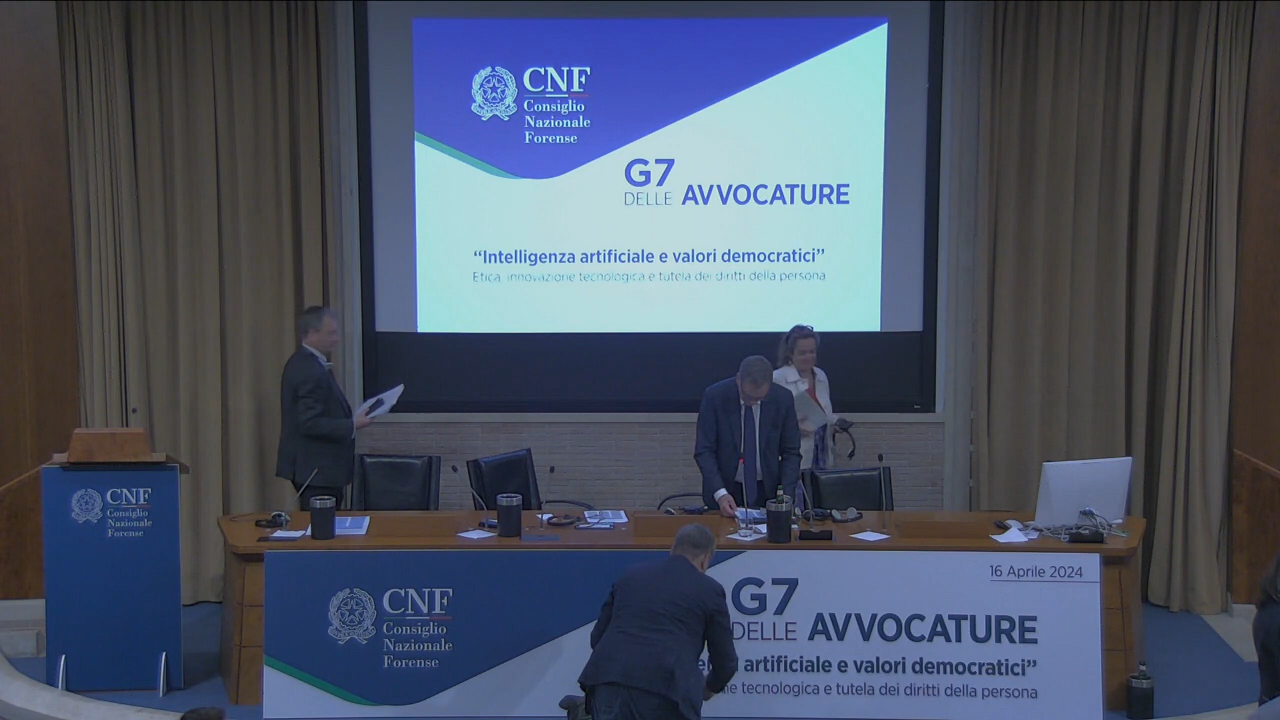 CNF
Consiglio
Nazionale
Forense
G7
DELLE AVVOCATURE
“Intelligenza artificiale e valori democratici”
Etica, innovazione tecnologica e tutela dei diritti della persona
CNF
Consiglio
Nazionale
Forense
16 Aprile 2024
CNF
Consiglio
Nazionale
Forense
G7
DELLE AVVOCATURE
artificiale e valori democratici”
tecnologica e tutela dei diritti della persona